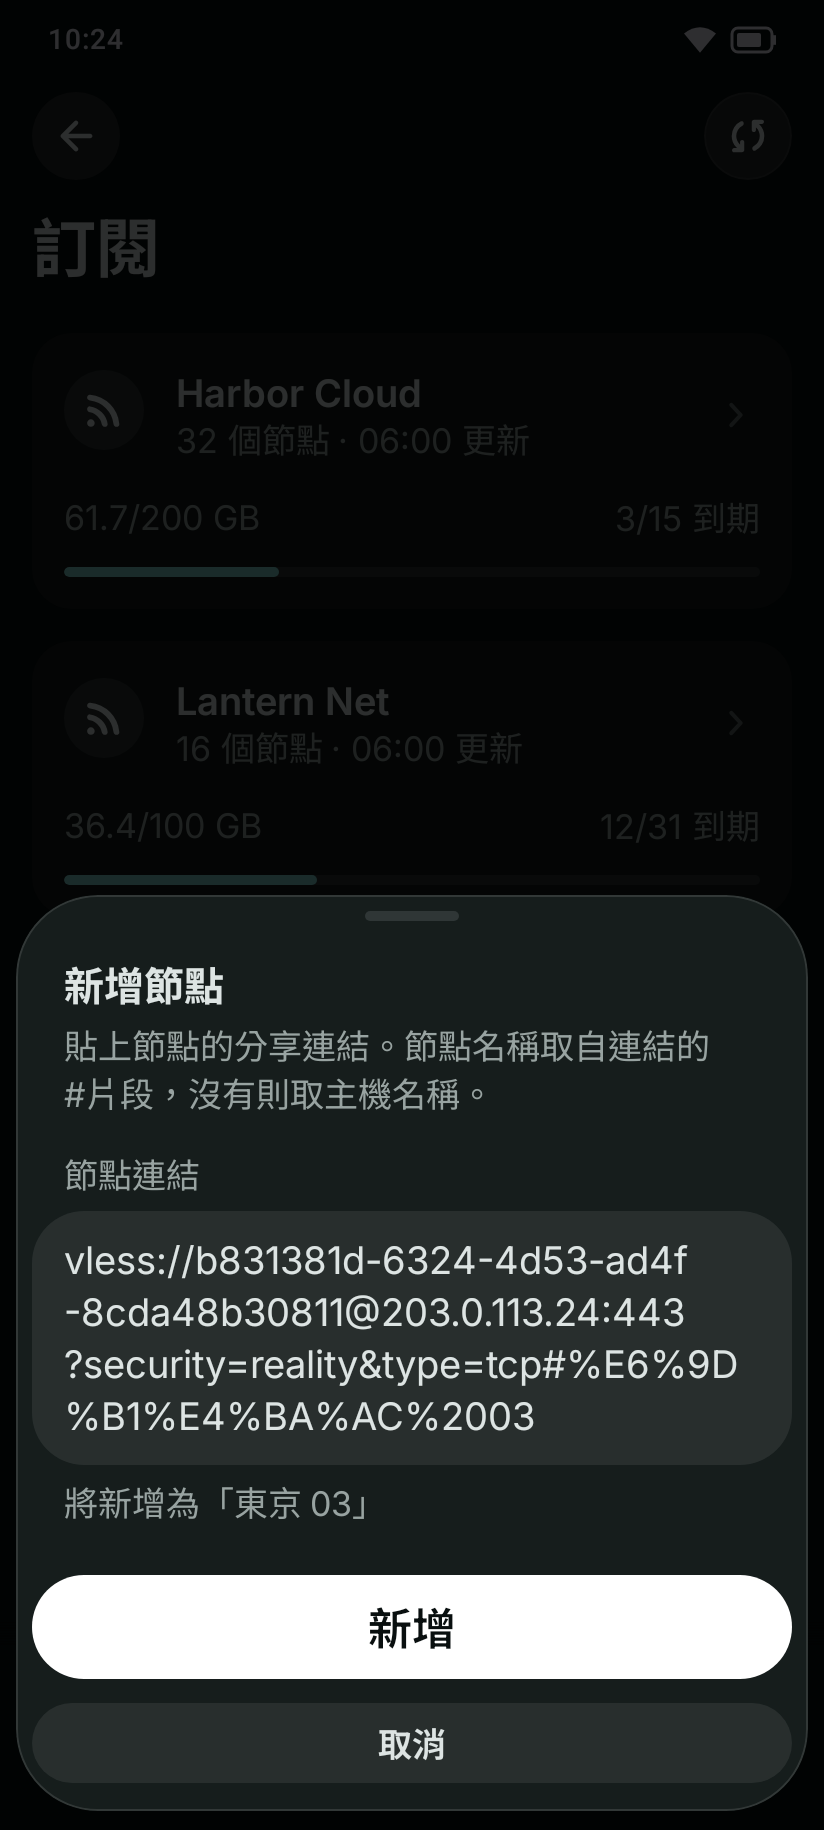 10:24
訂閱
Harbor Cloud
32 個節點 · 06:00 更新
61.7/200 GB
3/15 到期
Lantern Net
16 個節點 · 06:00 更新
36.4/100 GB
12/31 到期
新增節點
貼上節點的分享連結。節點名稱取自連結的
#片段，沒有則取主機名稱。
節點連結
vless://b831381d-6324-4d53-ad4f
-8cda48b30811@203.0.113.24:443
?security=reality&type=tcp#%E6%9D
%B1%E4%BA%AC%2003
將新增為「東京 03」
新增
取消